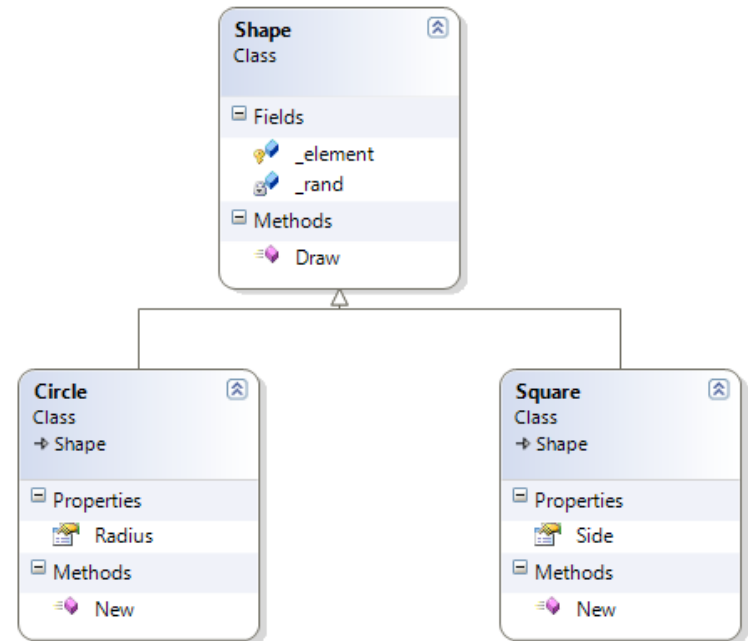 Shape
Class
Fields
_element
_rand
Methods
Draw
Circle
Class
Shape
Properties
Radius
Methods
New
Square
Class
Shape
Properties
Side
Methods
New